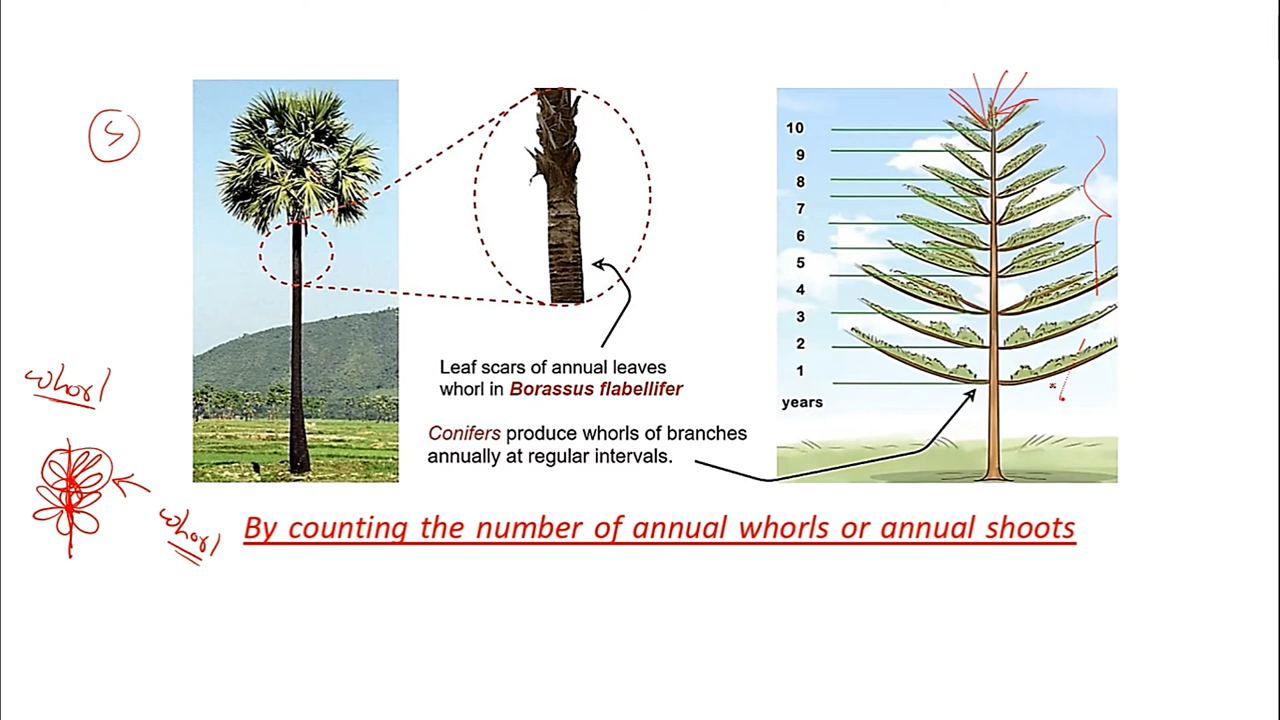 5
whorl
whorl
Leaf scars of annual leaves
whorl in Borassus flabellifer
Conifers produce whorls of branches
annually at regular intervals.
10
9
8
7
6
5
4
3
2
1
years
By counting the number of annual whorls or annual shoots